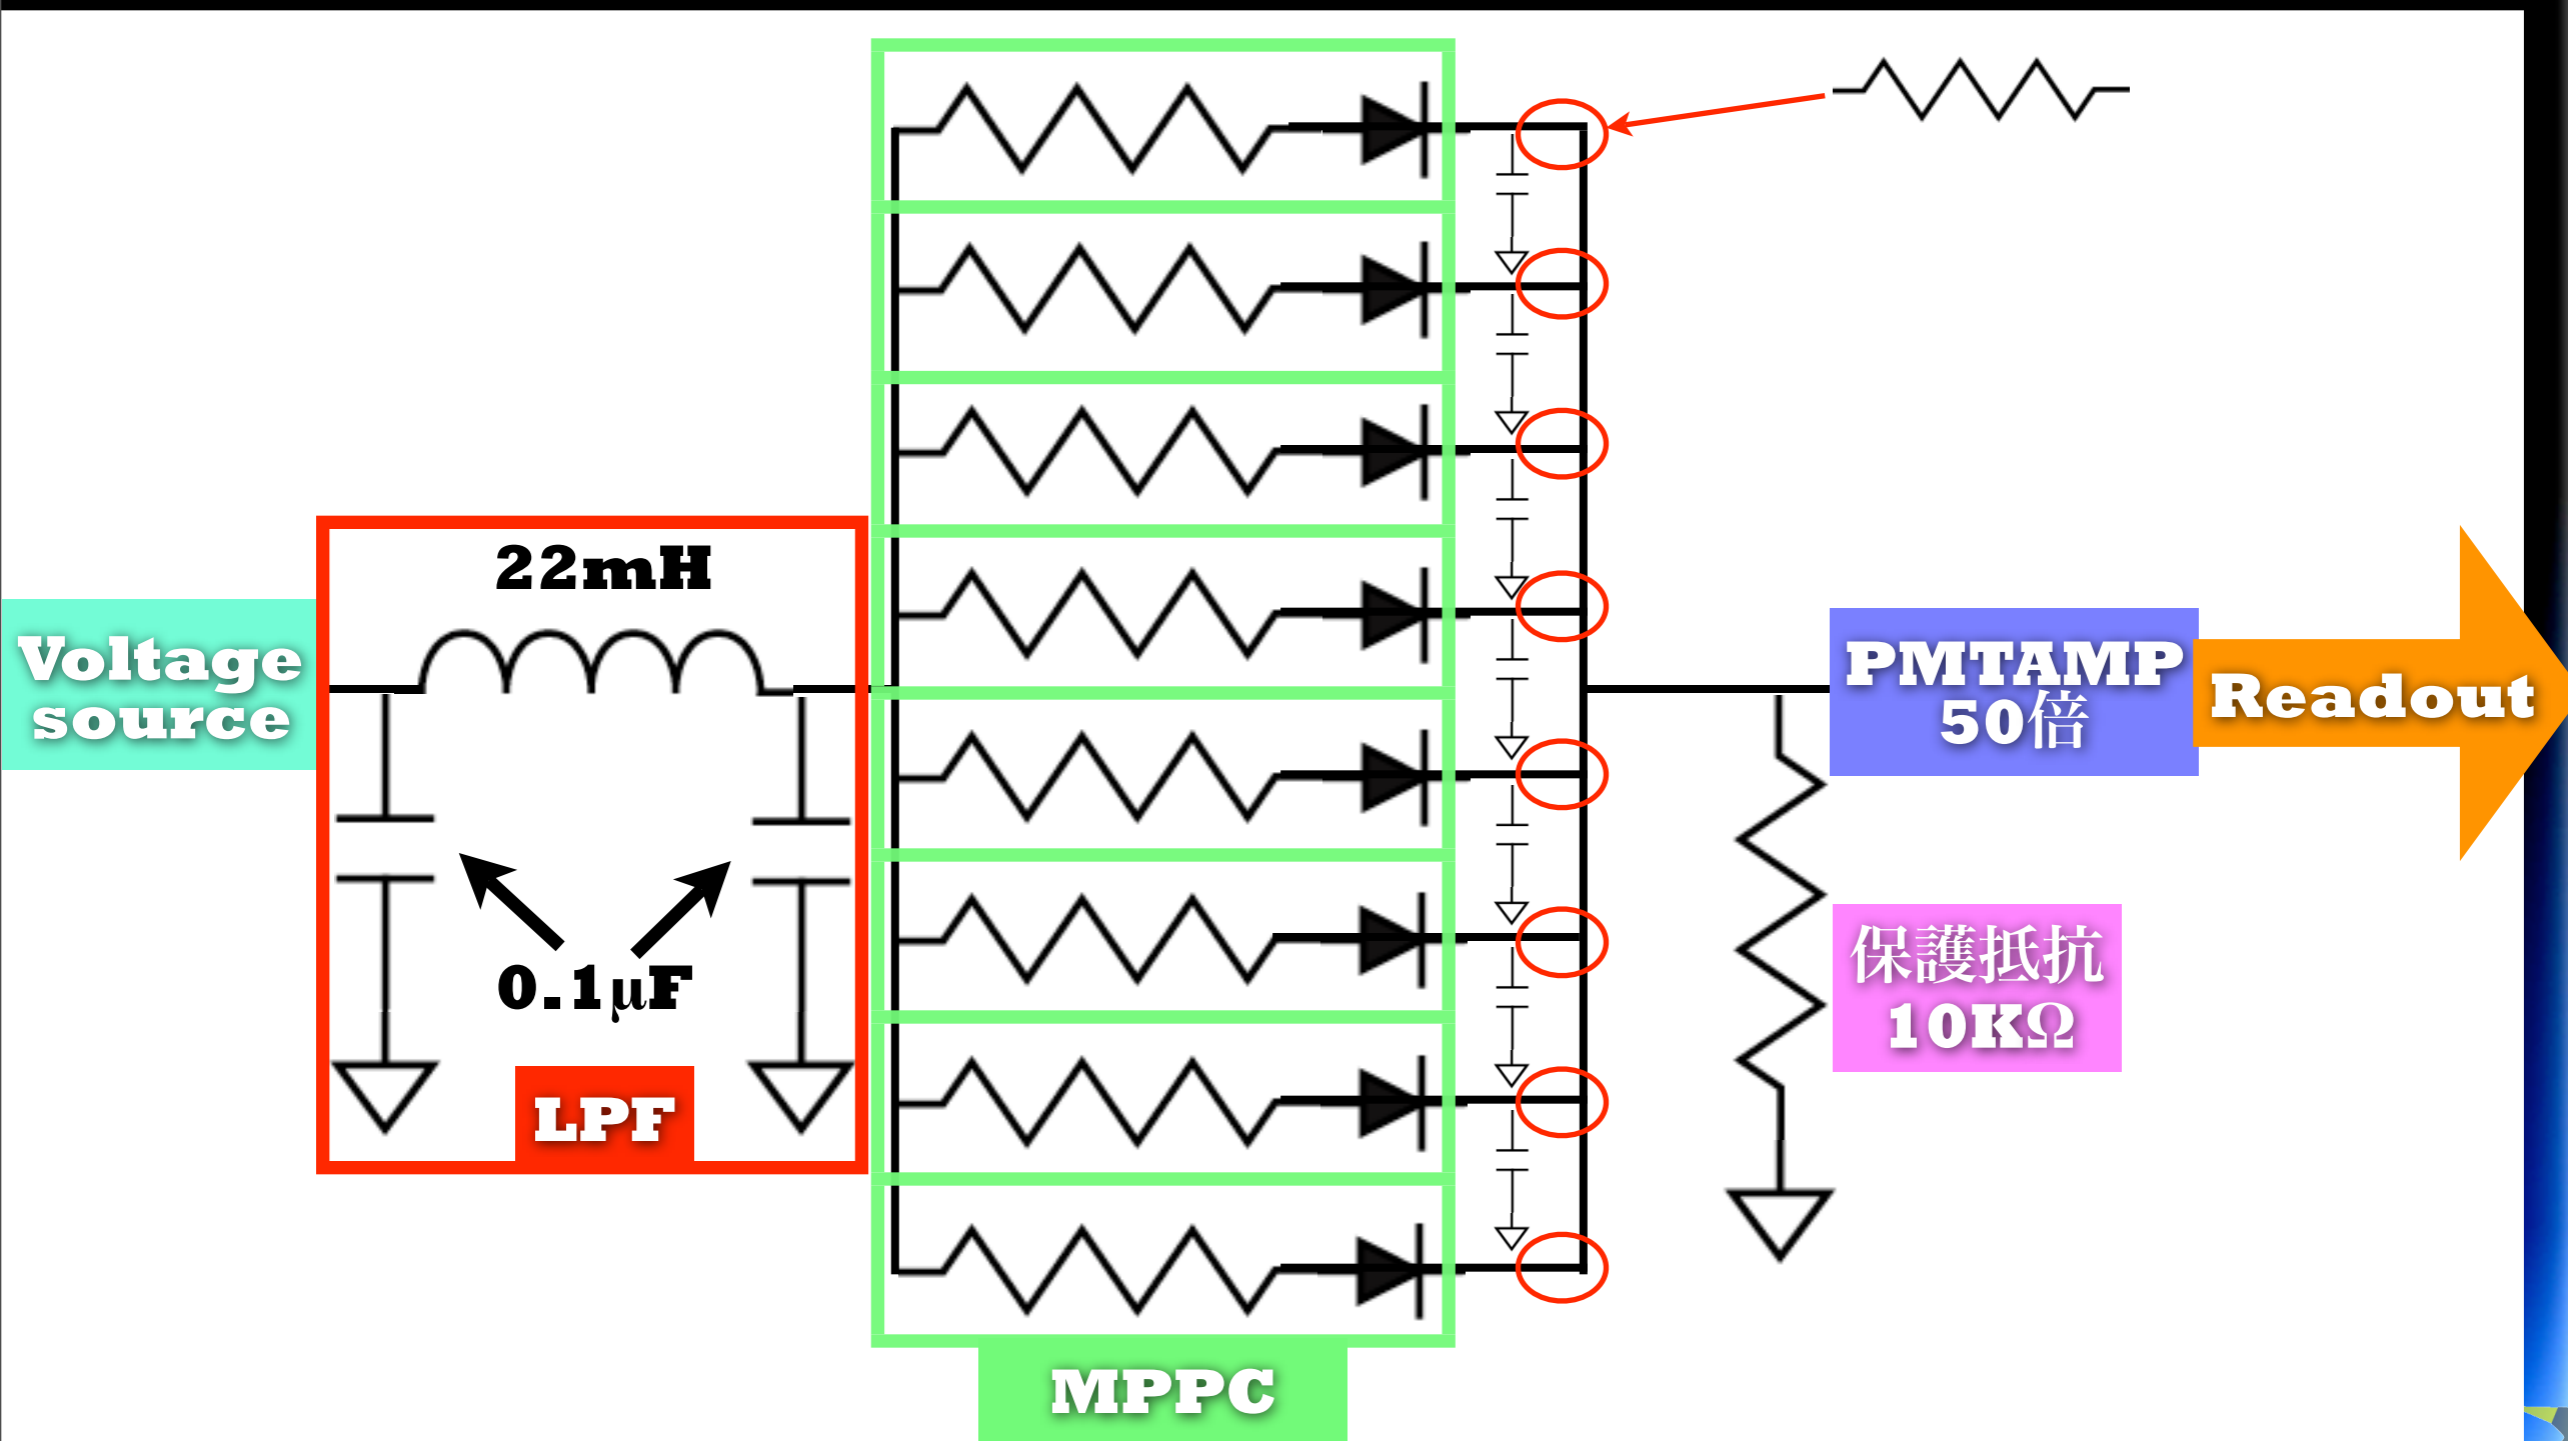 22mH
Voltage
source
0.1μF
LPF
MPPC
PMTAMP
50倍
Readout
保護抵抗
10KΩ